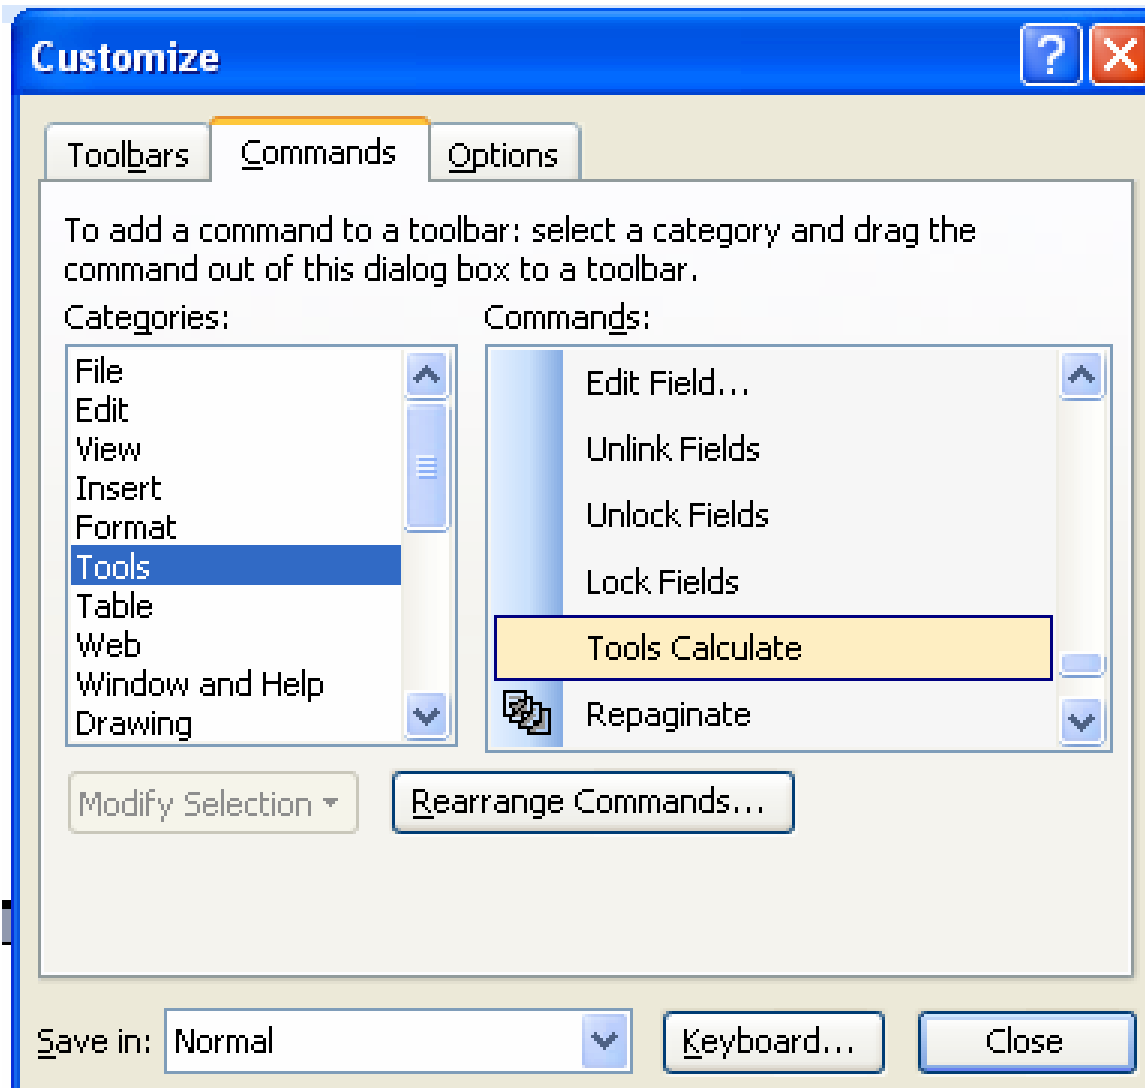 Customize
?
Toolbars Commands Options
To add a command to a toolbar: select a category and drag the
command out of this dialog box to a toolbar.
Categories:
File
Edit
View
Insert
Format
Tools
Table
Web
Window and Help
Drawing
Commands:
Edit Field...
Unlink Fields
Unlock Fields
Lock Fields
Tools Calculate
Repaginate
Modify Selection
Rearrange Commands...
Save in: Normal Keyboard... Close